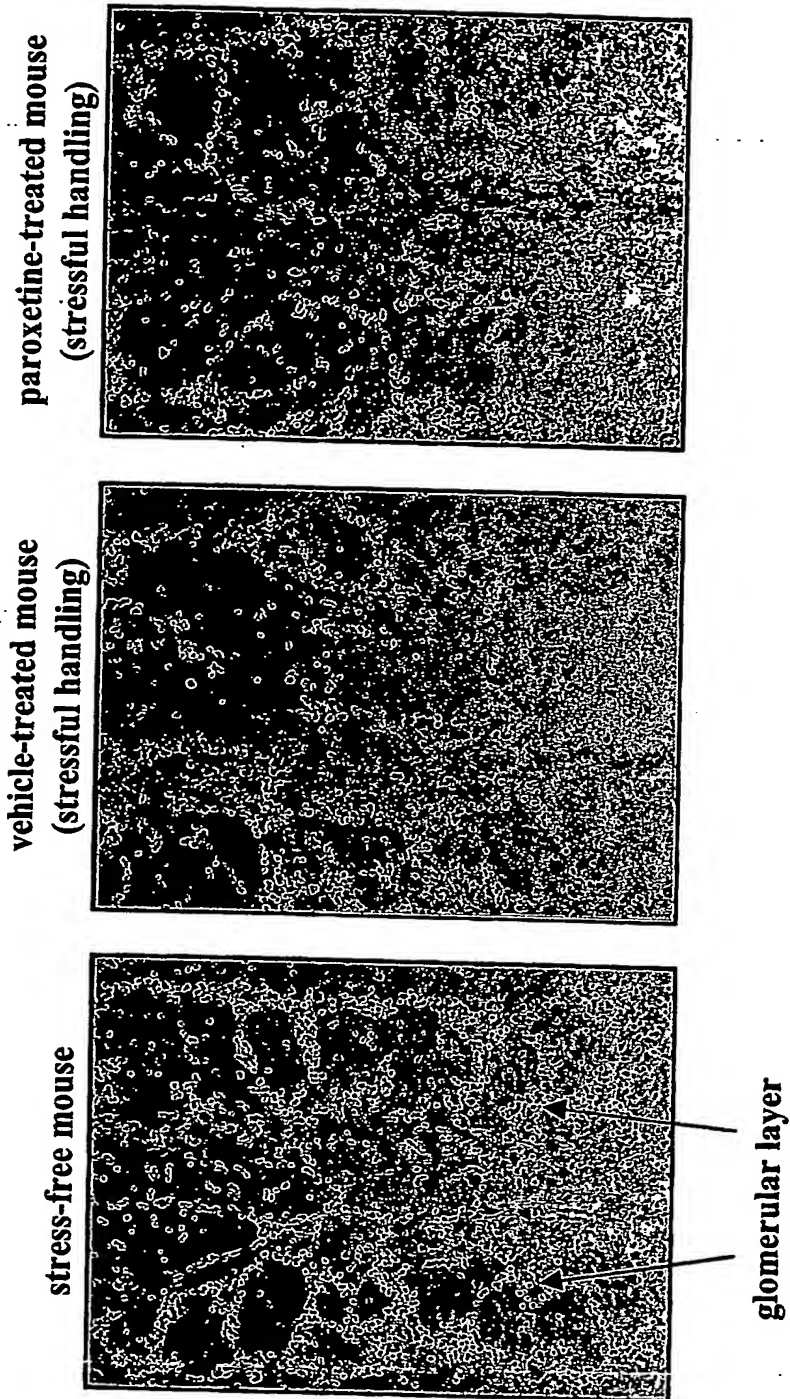 stress-free mouse
vehicle-treated mouse
(stressful handling)
paroxetine-treated mouse
(stressful handling)
glomerular layer